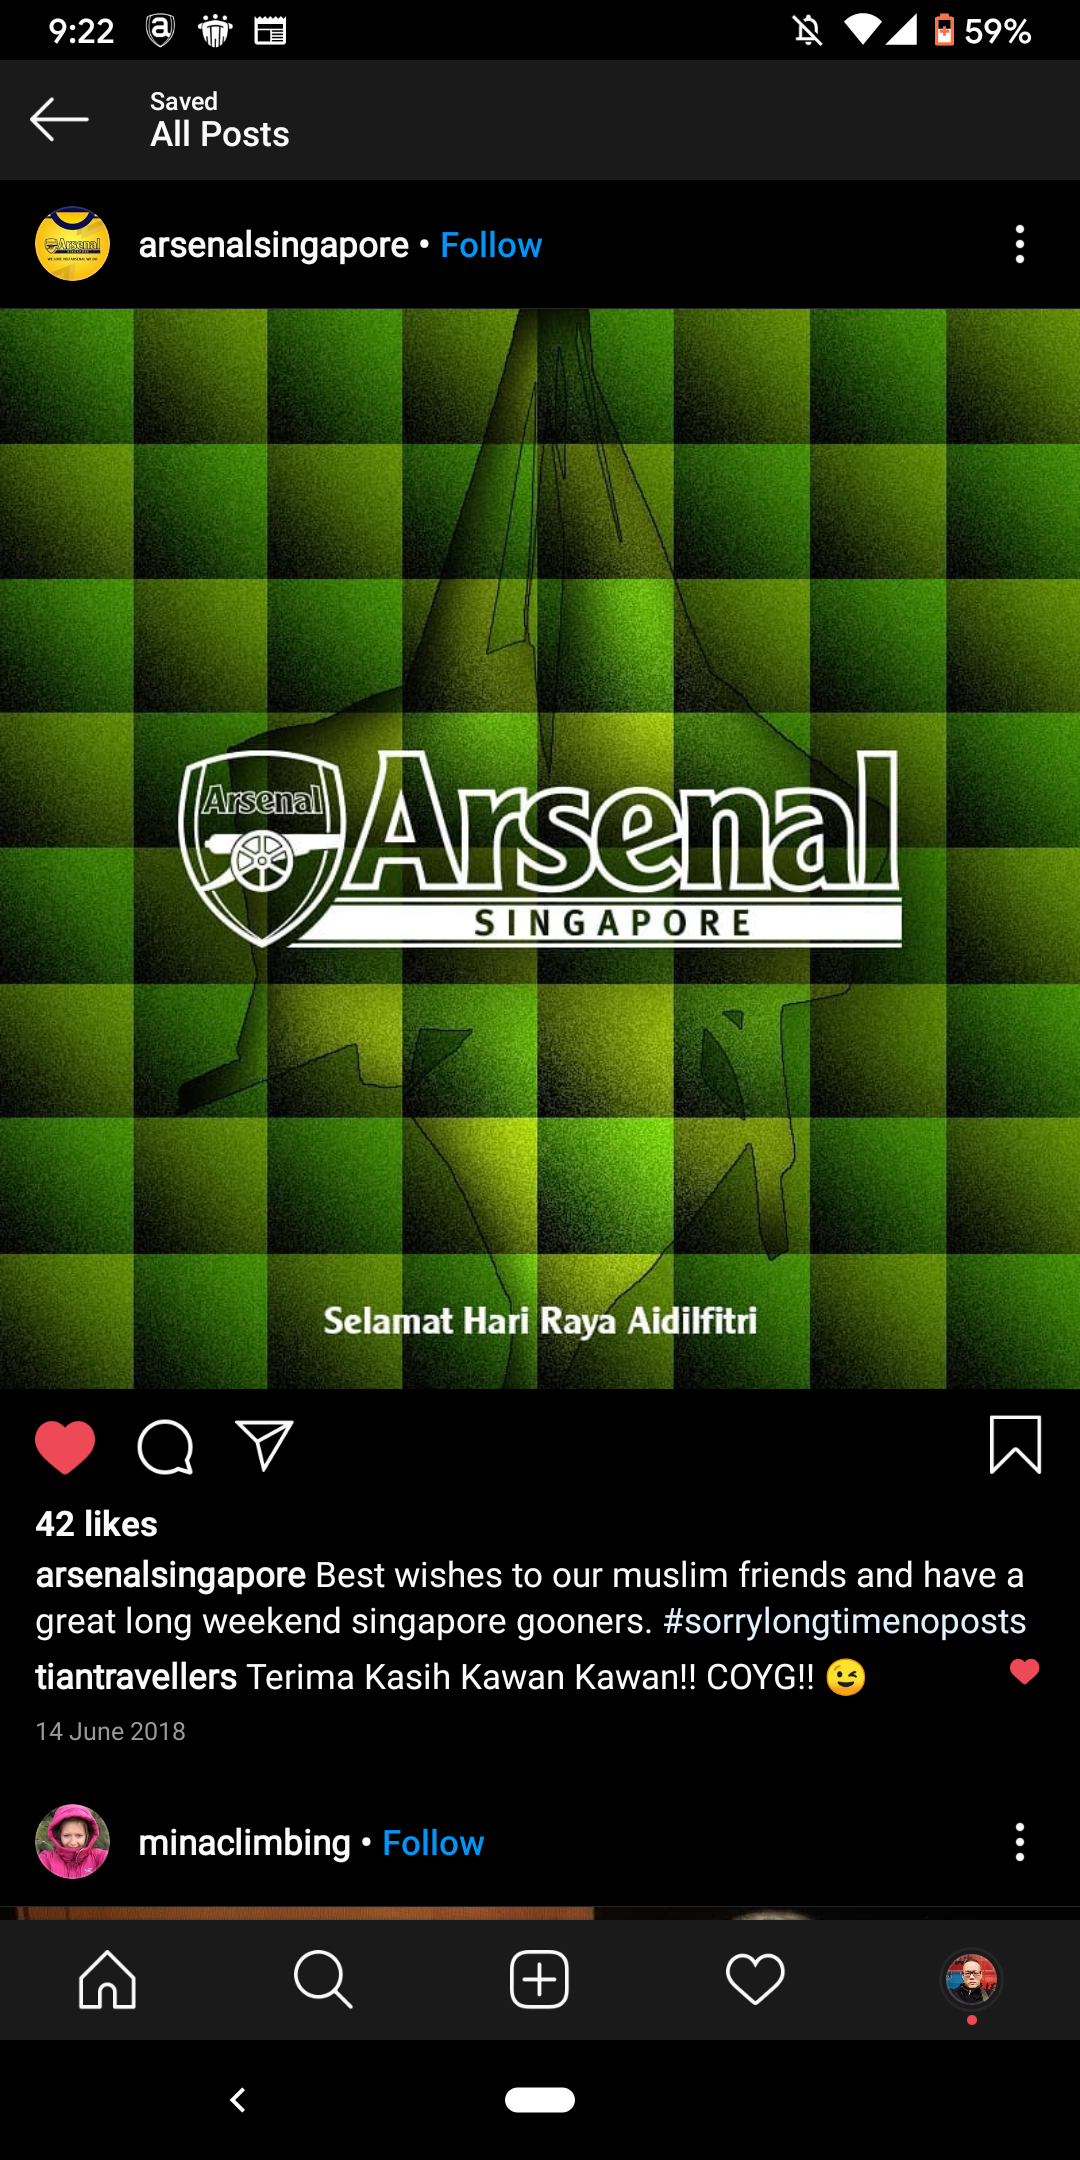 9:22
59%
Saved
All Posts
arsenalsingapore • Follow
Arsenal
Arsenal
SINGAPORE
Selamat Hari Raya Aidilfitri
42 likes
arsenalsingapore Best wishes to our muslim friends and have a
great long weekend singapore gooners. #sorrylongtimenoposts
tiantravellers Terima Kasih Kawan Kawan!! COYG!! 😉
14 June 2018
minaclimbing • Follow